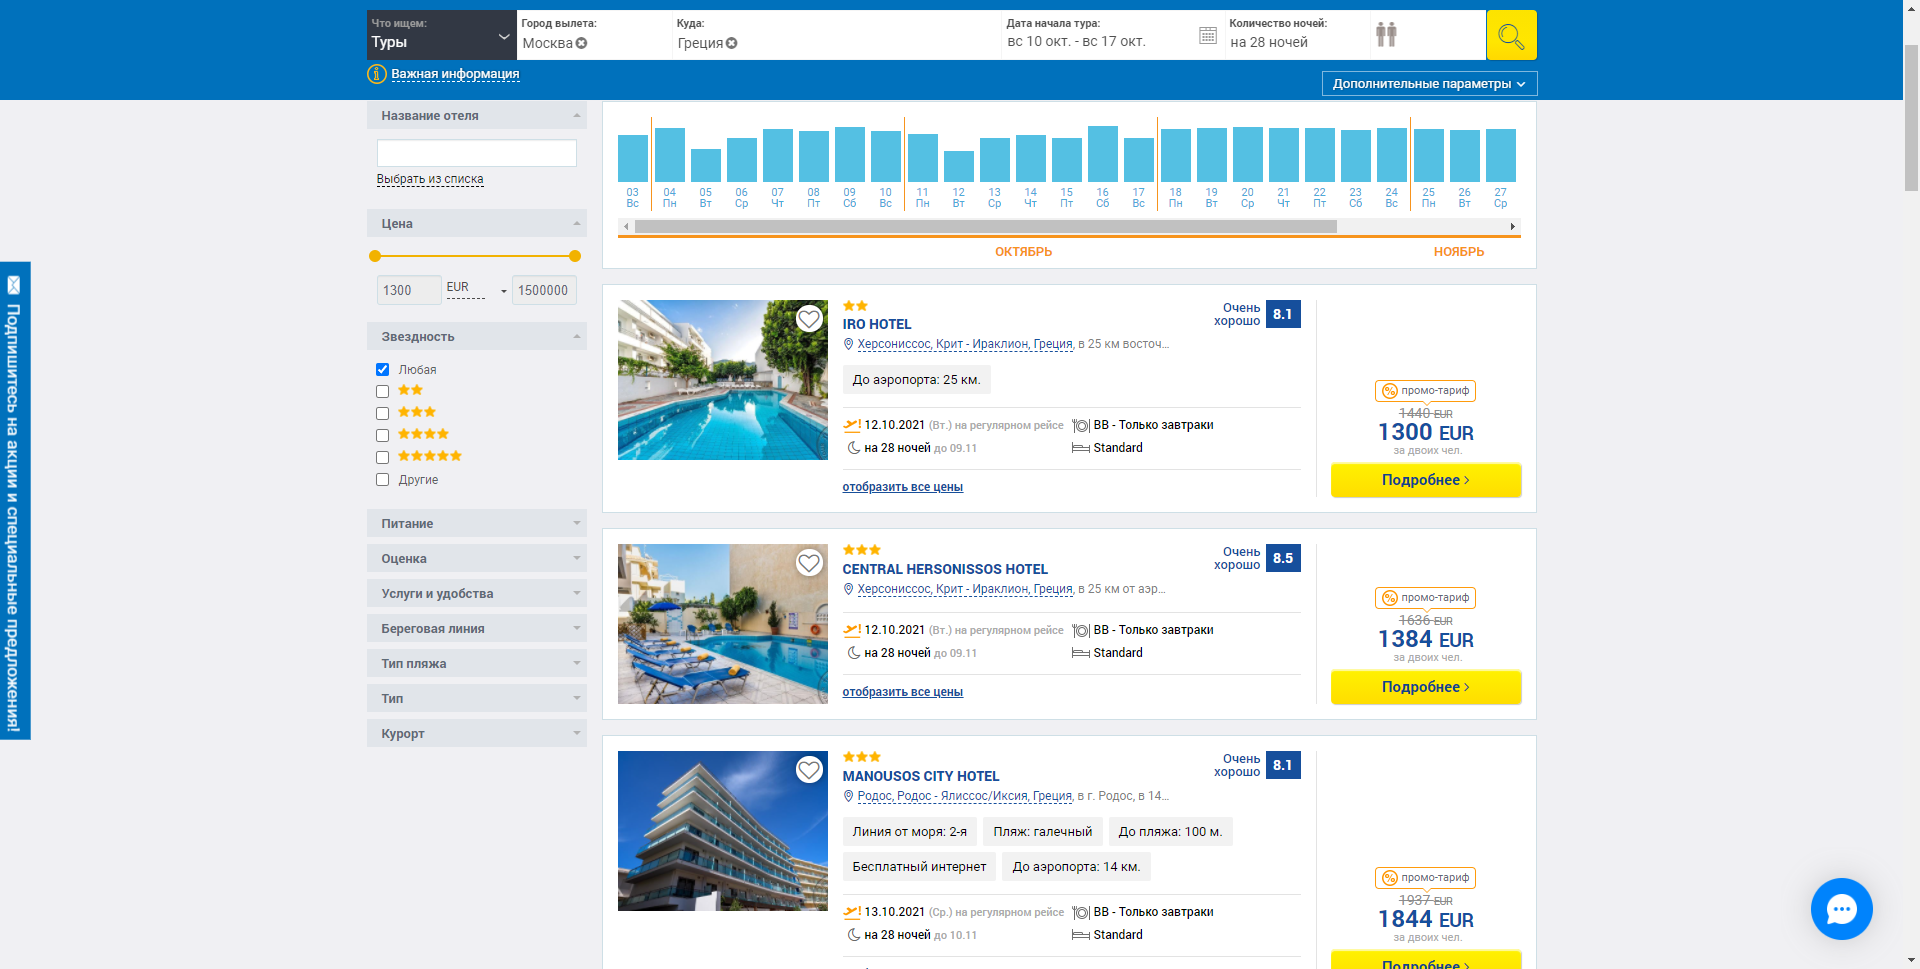 Что ищем:
Туры
Город вылета:
Москва
Куда:
Греция
Дата начала тура:
вс 10 окт. - вс 17 окт.
Количество ночей:
на 28 ночей
Важная информация
Дополнительные параметры
Подпишитесь на акции и специальные предложения!
Название отеля
Выбрать из списка
Цена
1300
EUR
1500000
Звездность
Любая
Другие
Питание
Оценка
Услуги и удобства
Береговая линия
Тип пляжа
Тип
Курорт
03 04 05 06 07 08 09 10 11 12 13 14 15 16 17 18 19 20 21 22 23 24 25 26 27
Вс Пн Вт Ср Чт Пт Сб Вс Пн Вт Ср Чт Пт Сб Вс Пн Вт Ср Чт Пт Сб Вс Пн Вт Ср
ОКТЯБРЬ
НОЯБРЬ
IRO HOTEL
Херсониссос, Крит - Ираклион, Греция, в 25 км восточ...
Очень хорошо 8.1
До аэропорта: 25 км.
12.10.2021 (Вт.) на регулярном рейсе
BB - Только завтраки
на 28 ночей до 09.11
Standard
отобразить все цены
промо-тариф
1440 EUR
1300 EUR
за двоих чел.
Подробнее
CENTRAL HERSONISSOS HOTEL
Херсониссос, Крит - Ираклион, Греция, в 25 км от аэр...
Очень хорошо 8.5
12.10.2021 (Вт.) на регулярном рейсе
BB - Только завтраки
на 28 ночей до 09.11
Standard
отобразить все цены
промо-тариф
1636 EUR
1384 EUR
за двоих чел.
Подробнее
MANOUSOS CITY HOTEL
Родос, Родос - Ялиссос/Иксия, Греция, в г. Родос, в 14...
Очень хорошо 8.1
Линия от моря: 2-я
Пляж: галечный
До пляжа: 100 м.
Бесплатный интернет
До аэропорта: 14 км.
13.10.2021 (Ср.) на регулярном рейсе
BB - Только завтраки
на 28 ночей до 10.11
Standard
промо-тариф
1937 EUR
1844 EUR
за двоих чел.
Подробнее